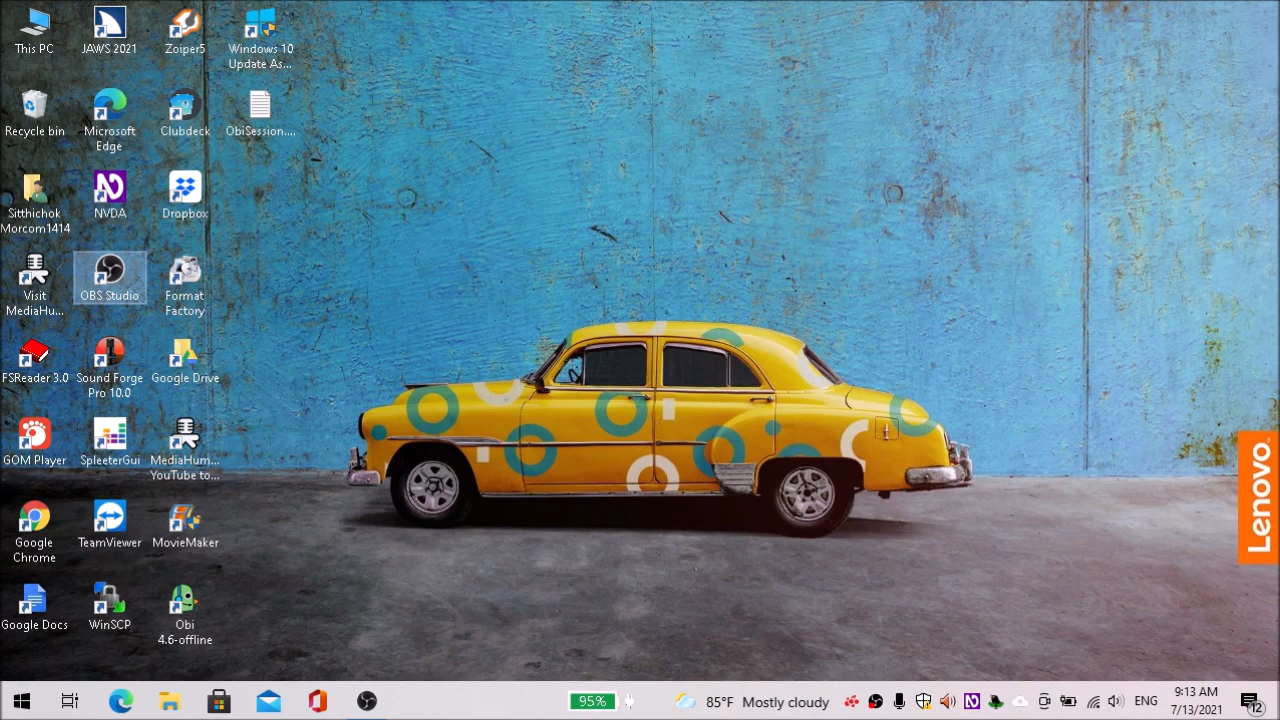 This PC
JAWS 2021
Zoiper5
Windows 10
Update As...
Recycle bin
Microsoft
Edge
Clubdeck
ObiSession....
Sitthichok
Morcom1414
NVDA
Dropbox
Visit
MediaHu...
OBS Studio
Format
Factory
FSReader 3.0
Sound Forge
Pro 10.0
Google Drive
GOM Player
SpleeterGui
MediaHum...
YouTube to...
Google
Chrome
TeamViewer
MovieMaker
Google Docs
WinSCP
Obi
4.6-offline
Lenovo
95%
85°F Mostly cloudy
ENG
9:13 AM
7/13/2021
12